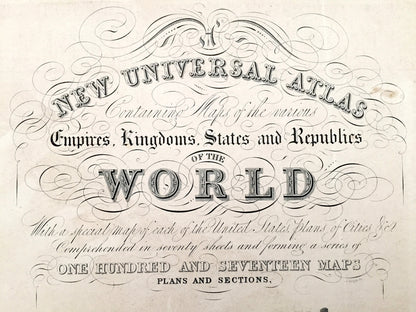 A
NEW UNIVERSAL ATLAS
Containing Maps of the various
Empires, Kingdoms, States and Republics
OF THE
WORLD
With a special map of each of the United States, plans of Cities &c.
Comprehended in seventy sheets and forming a series of
ONE HUNDRED AND SEVENTEEN MAPS
PLANS AND SECTIONS,